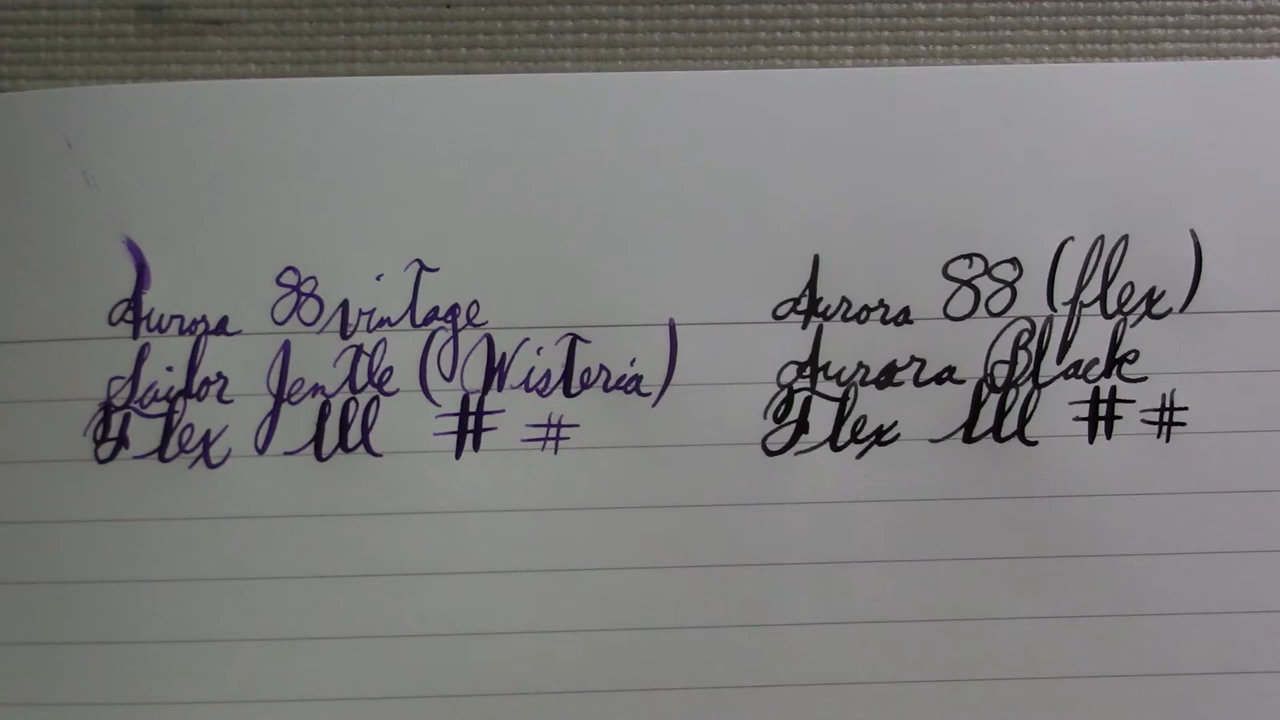 Aurora 88 vintage
Sailor Jentle (Wisteria)
Flex lll # #
Aurora 88 (flex)
Aurora Black
Flex lll # #